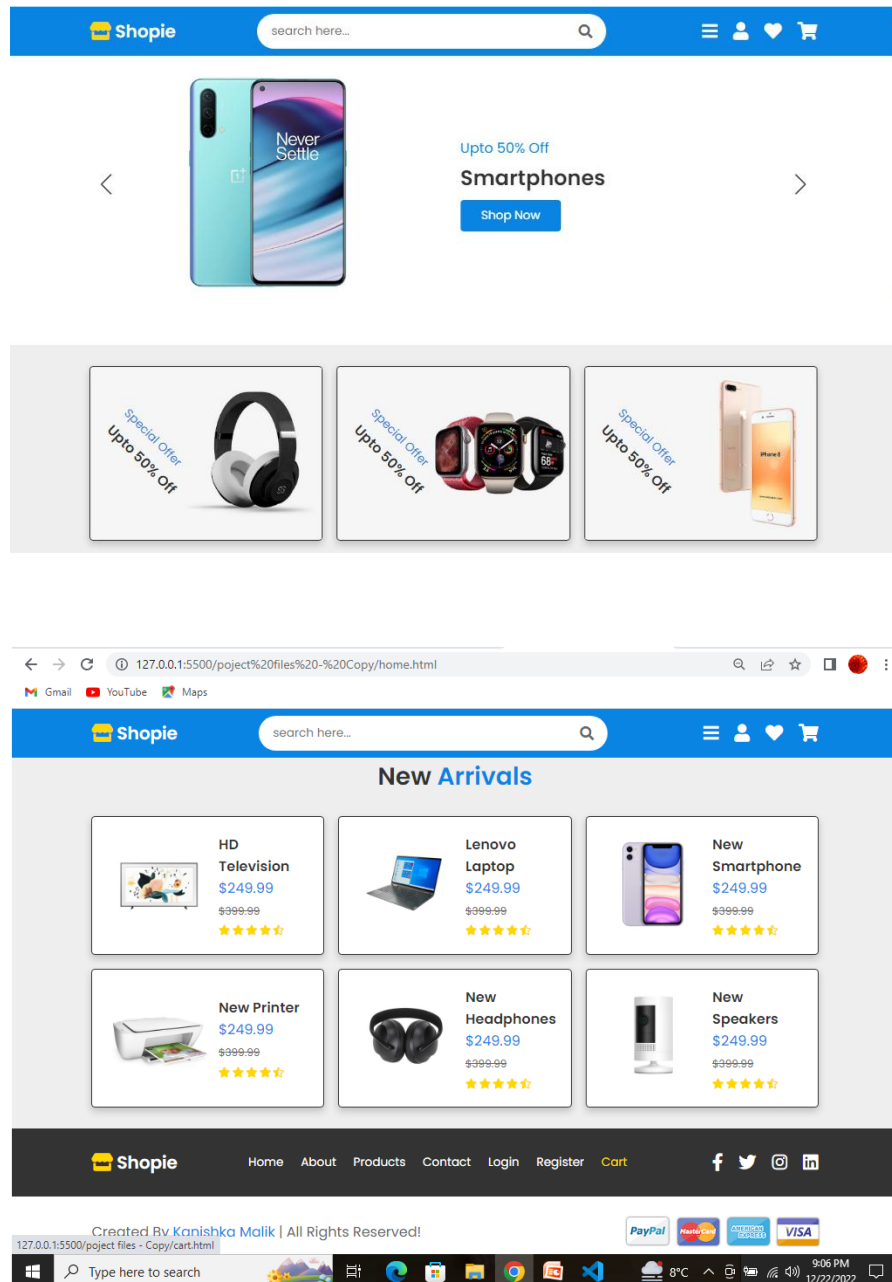 Shopie
search here...
Never
Settle
Upto 50% Off
Smartphones
Shop Now
Special Offer
Upto 50% Off
Special Offer
Upto 50% Off
68
Special Offer
Upto 50% Off
iPhone 8
127.0.0.1:5500/poject%20files%20-%20Copy/home.html
Gmail YouTube Maps
Shopie
search here...
New Arrivals
HD
Television
$249.99
$399.99
Lenovo
Laptop
$249.99
$399.99
New
Smartphone
$249.99
$399.99
New Printer
$249.99
$399.99
New
Headphones
$249.99
$399.99
New
Speakers
$249.99
$399.99
Shopie
Home About Products Contact Login Register Cart
Created By Kanishka Malik | All Rights Reserved!
PayPal MasterCard AMERICAN EXPRESS VISA
127.0.0.1:5500/poject files - Copy/cart.html
Type here to search
8°C
9:06 PM
12/22/2022